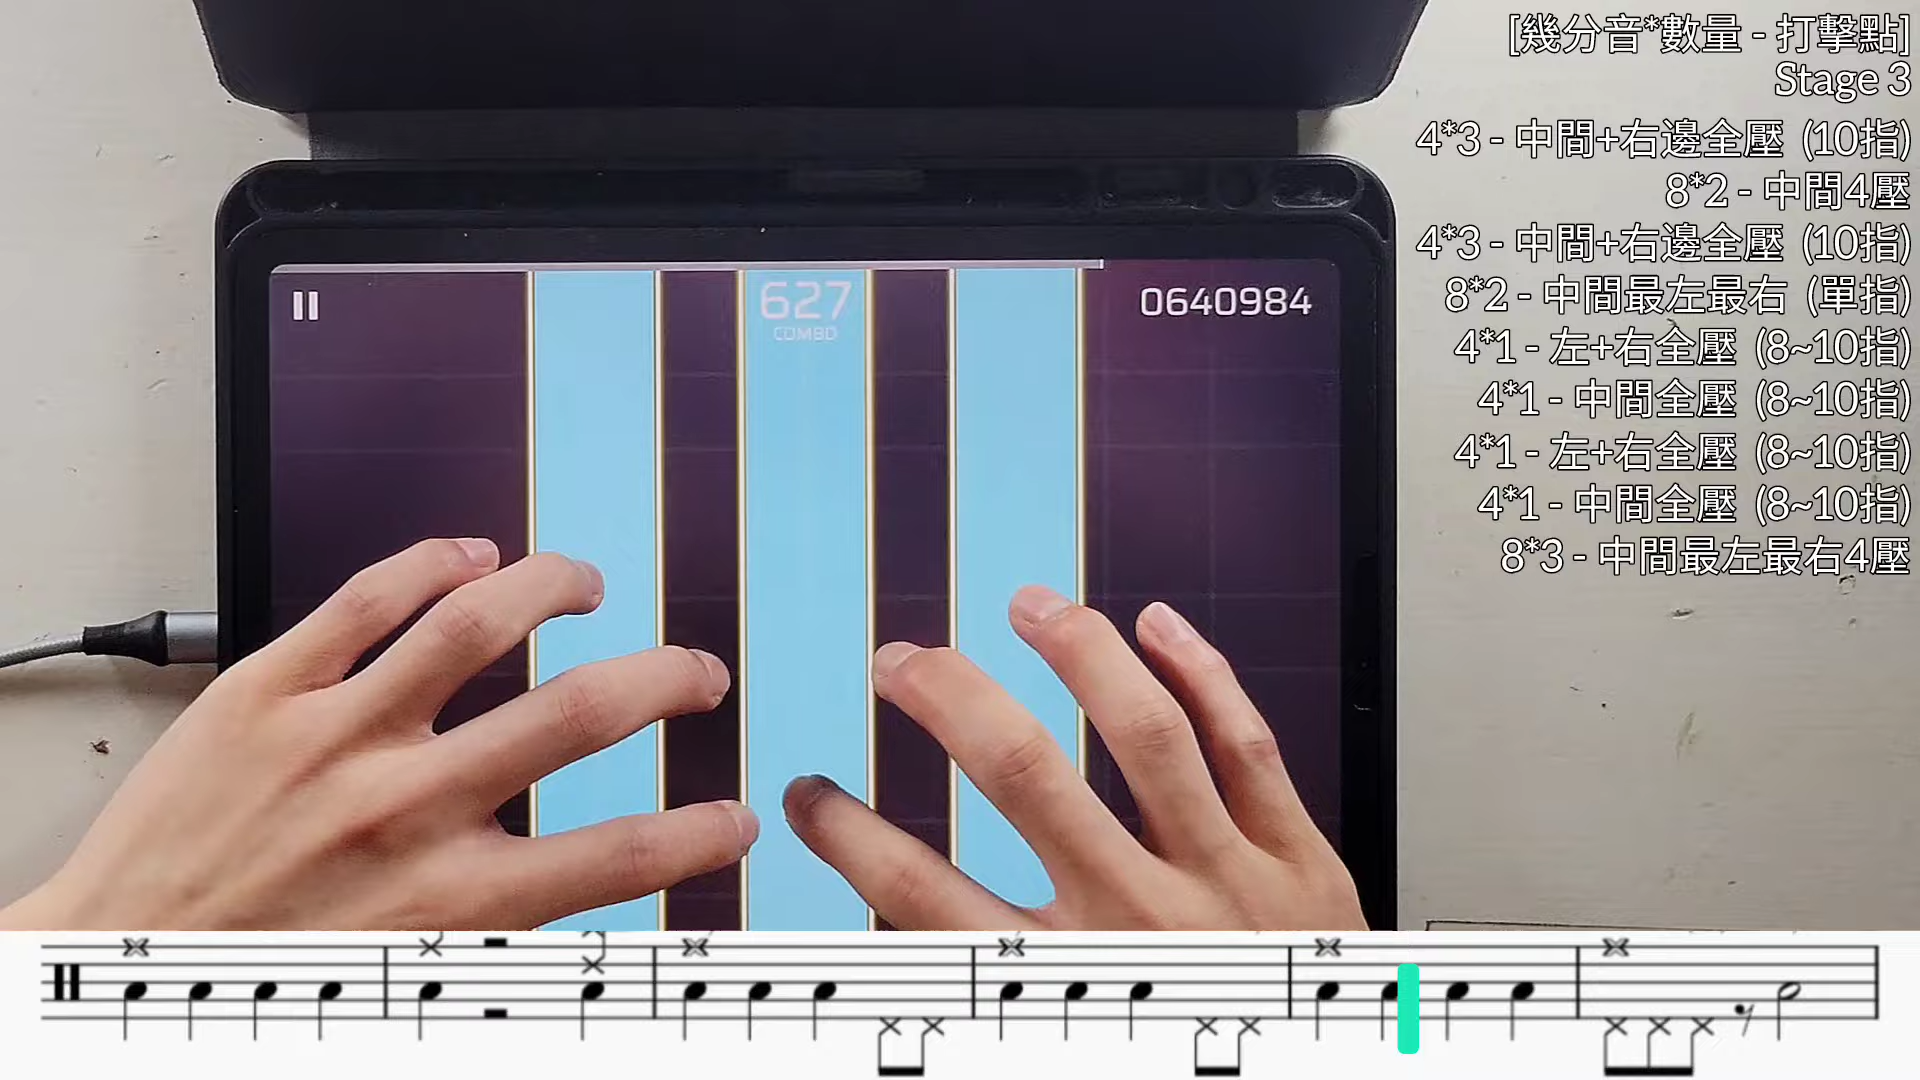 [幾分音*數量 - 打擊點]
Stage 3
4*3 - 中間+右邊全壓 (10指)
8*2 - 中間4壓
4*3 - 中間+右邊全壓 (10指)
8*2 - 中間最左最右 (單指)
4*1 - 左+右全壓 (8~10指)
4*1 - 中間全壓 (8~10指)
4*1 - 左+右全壓 (8~10指)
4*1 - 中間全壓 (8~10指)
8*3 - 中間最左最右4壓
627
COMBO
0640984